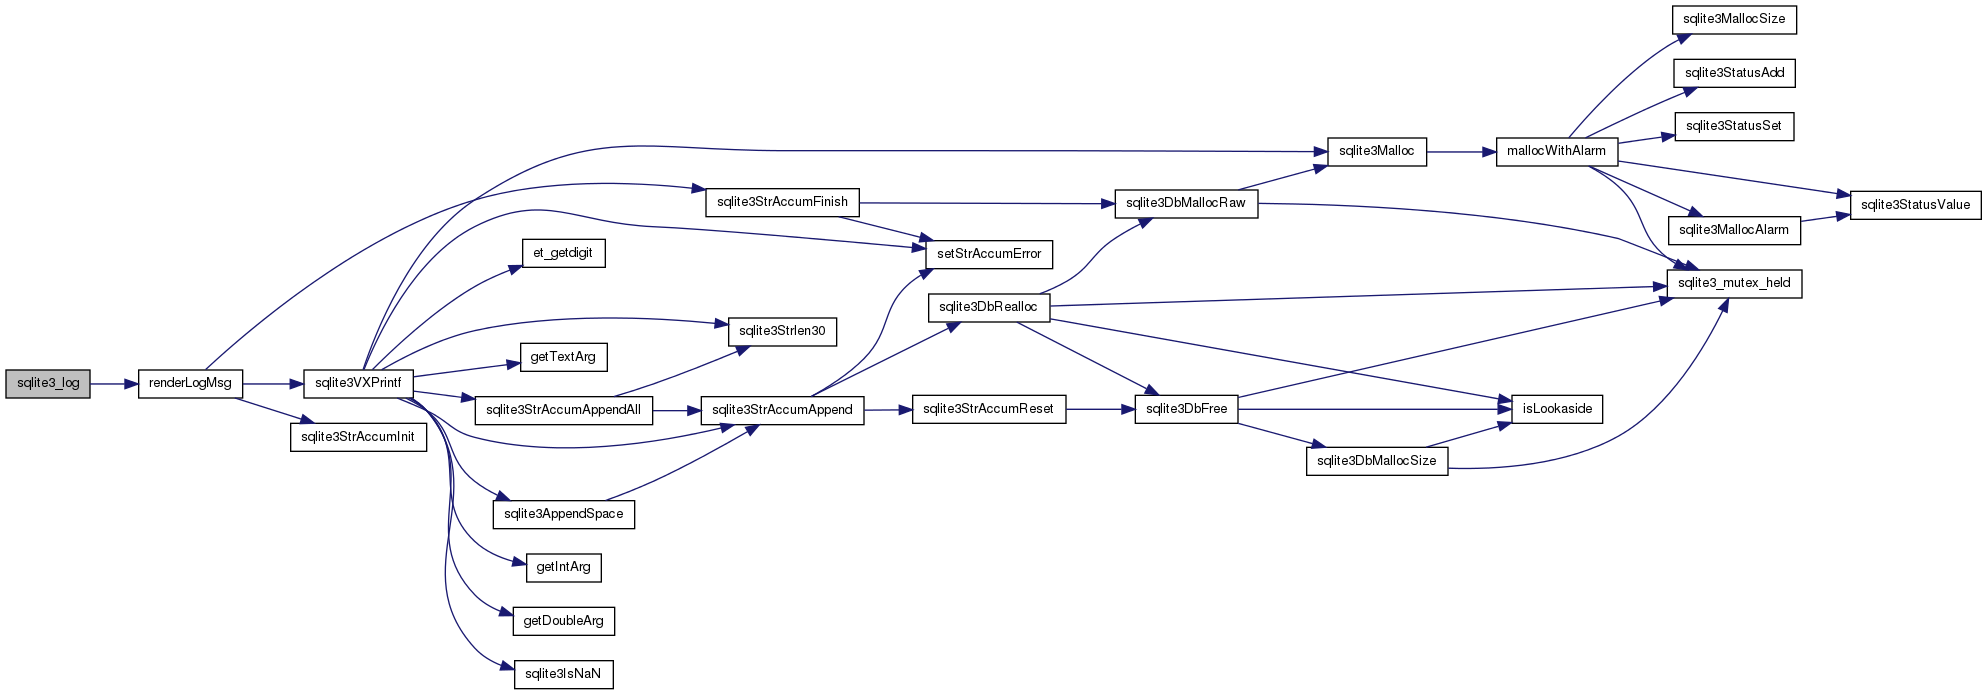 sqlite3_log
renderLogMsg
sqlite3StrAccumInit
sqlite3VXPrintf
et_getdigit
getTextArg
sqlite3StrAccumAppendAll
sqlite3AppendSpace
getIntArg
getDoubleArg
sqlite3IsNaN
sqlite3StrAccumFinish
sqlite3Strlen30
sqlite3StrAccumAppend
setStrAccumError
sqlite3DbRealloc
sqlite3StrAccumReset
sqlite3DbMallocRaw
sqlite3DbFree
sqlite3Malloc
sqlite3DbMallocSize
mallocWithAlarm
isLookaside
sqlite3MallocSize
sqlite3StatusAdd
sqlite3StatusSet
sqlite3MallocAlarm
sqlite3_mutex_held
sqlite3StatusValue